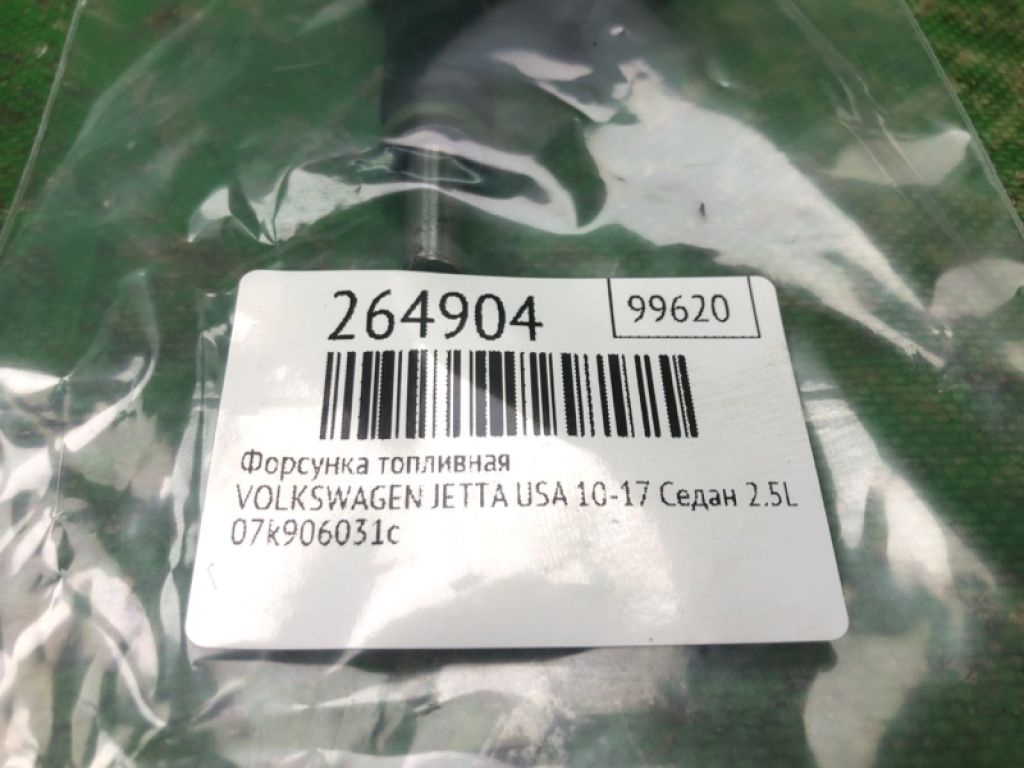 264904
99620
Форсунка топливная
VOLKSWAGEN JETTA USA 10-17 Седан 2.5L
07k906031c